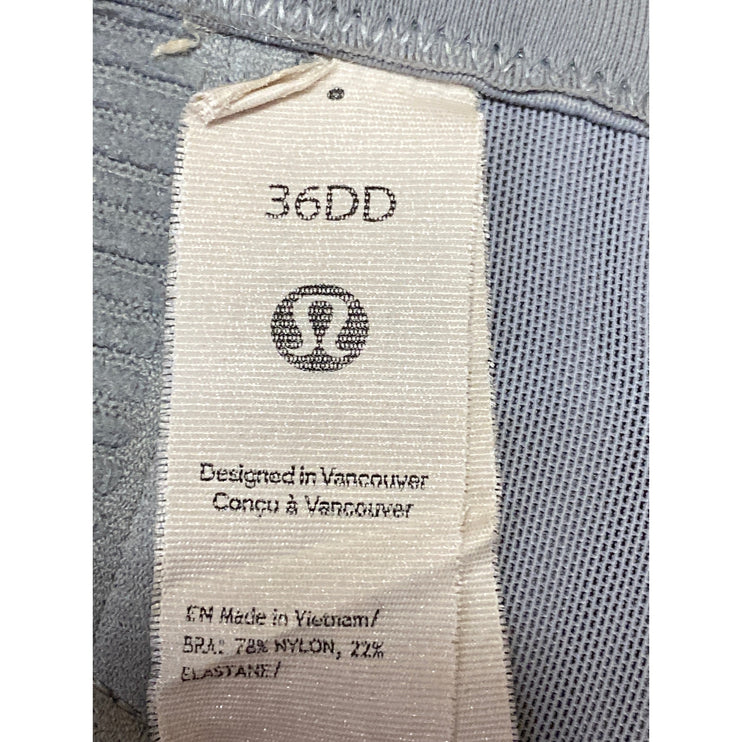 36DD
Designed in Vancouver
Conçu à Vancouver
EN Made in Vietnam/
BRA: 78% NYLON, 22%
ELASTANE/